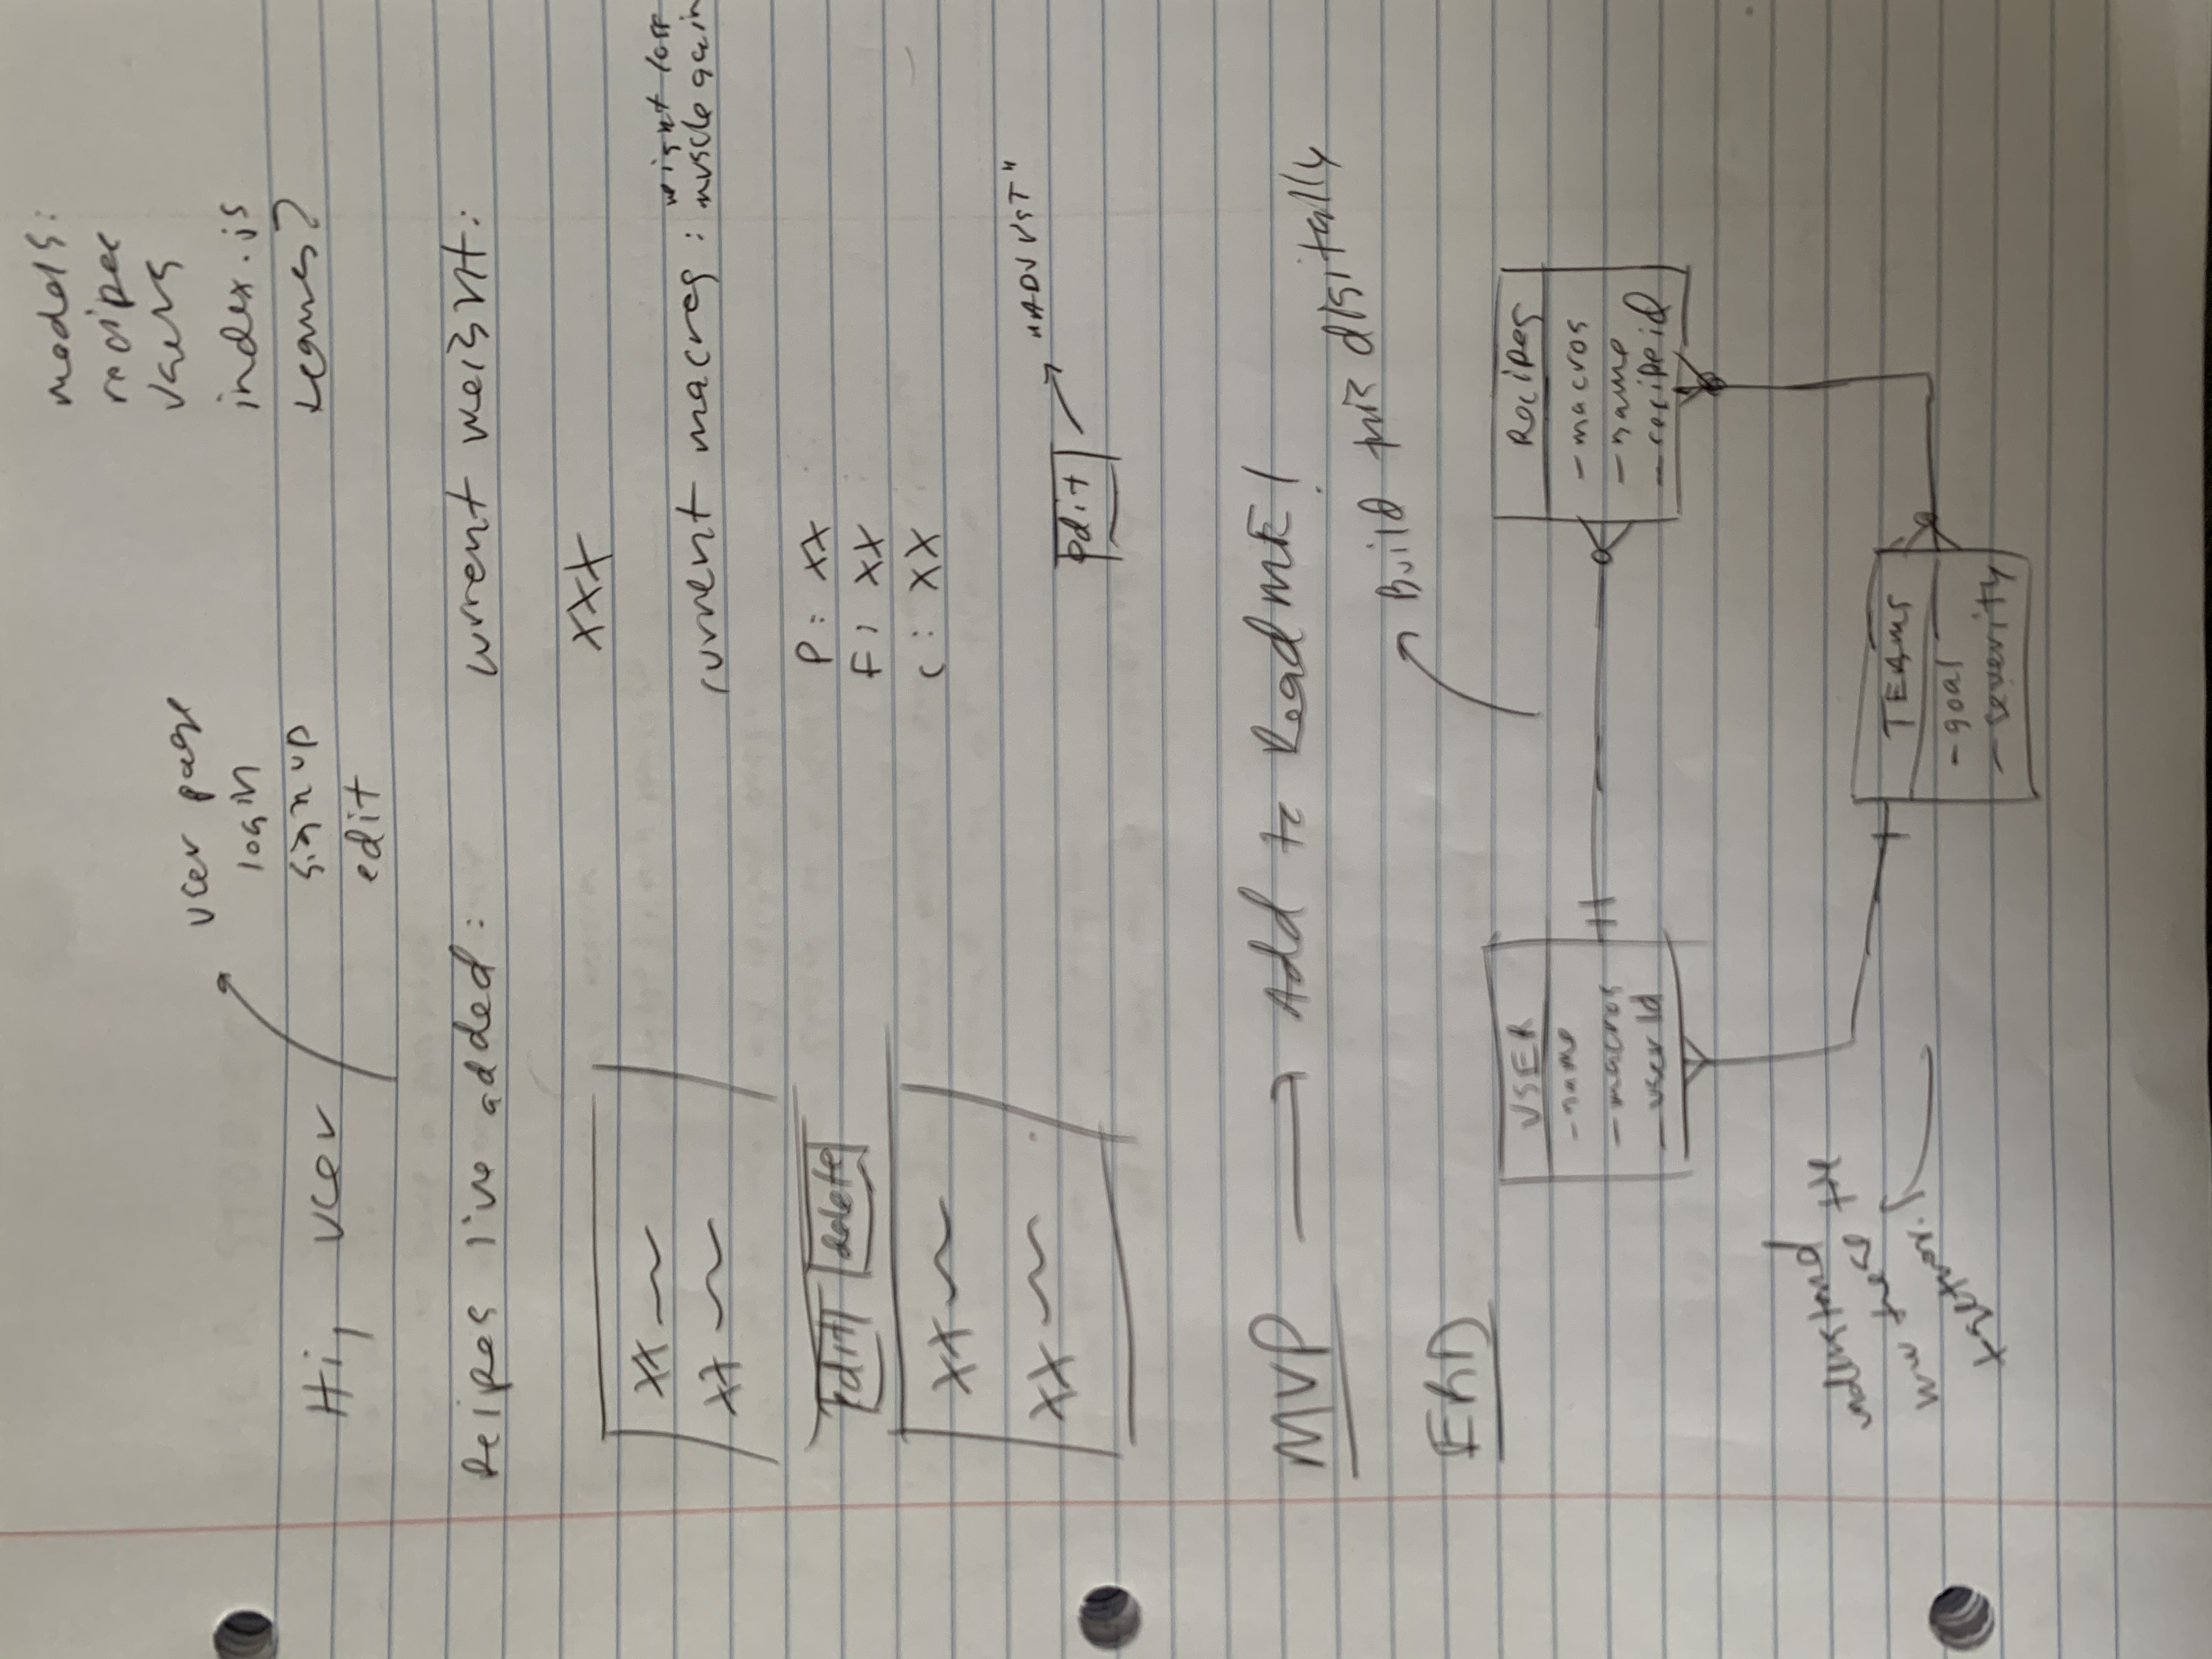 models:
recipes
users
index.js
teams?
user page
login
sign up
edit
Hi, user
Reipes I've added:
current weight:
xx
xx
xxx
current macros: weight loss
muscle gain
Edit delete
P: xx
F: xx
C: xx
xx
xx
edit "ADJUST"
MVP Add to ReadME!
Build this digitally
ERD
USER
- name
- macros
- user Id
Recipes
- macros
- name
- recipe id
understand
how these tie
together.
TEAMS
- goal
- severity